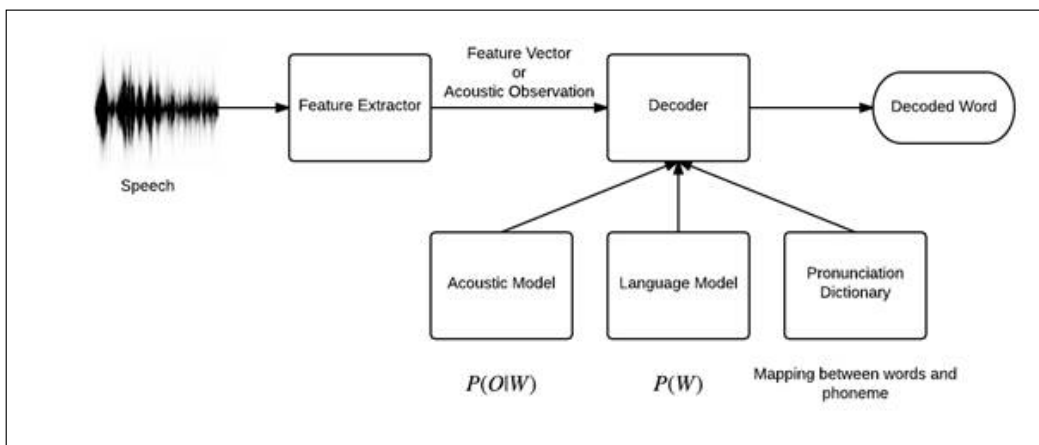 Feature Vector
or
Acoustic Observation
Feature Extractor
Decoder
Decoded Word
Speech
Acoustic Model
Language Model
Pronunciation
Dictionary
P(O|W)
P(W)
Mapping between words and
phoneme